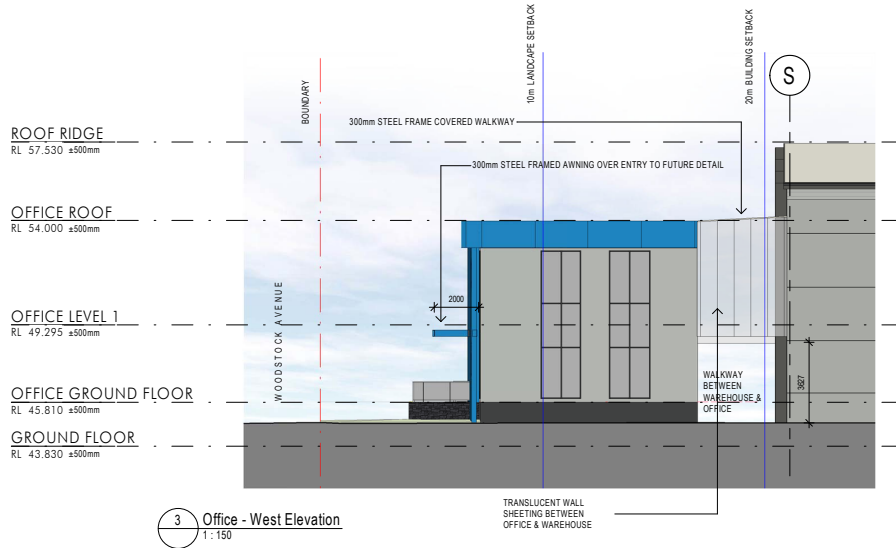 BOUNDARY
10m LANDSCAPE SETBACK
20m BUILDING SETBACK
S
300mm STEEL FRAME COVERED WALKWAY
ROOF RIDGE
RL 57.530 ±500mm
300mm STEEL FRAMED AWNING OVER ENTRY TO FUTURE DETAIL
OFFICE ROOF
RL 54.000 ±500mm
WOODSTOCK AVENUE
2000
OFFICE LEVEL 1
RL 49.295 ±500mm
WALKWAY
BETWEEN
WAREHOUSE &
OFFICE
3627
OFFICE GROUND FLOOR
RL 45.810 ±500mm
GROUND FLOOR
RL 43.830 ±500mm
TRANSLUCENT WALL
SHEETING BETWEEN
OFFICE & WAREHOUSE
3 Office - West Elevation
1 : 150